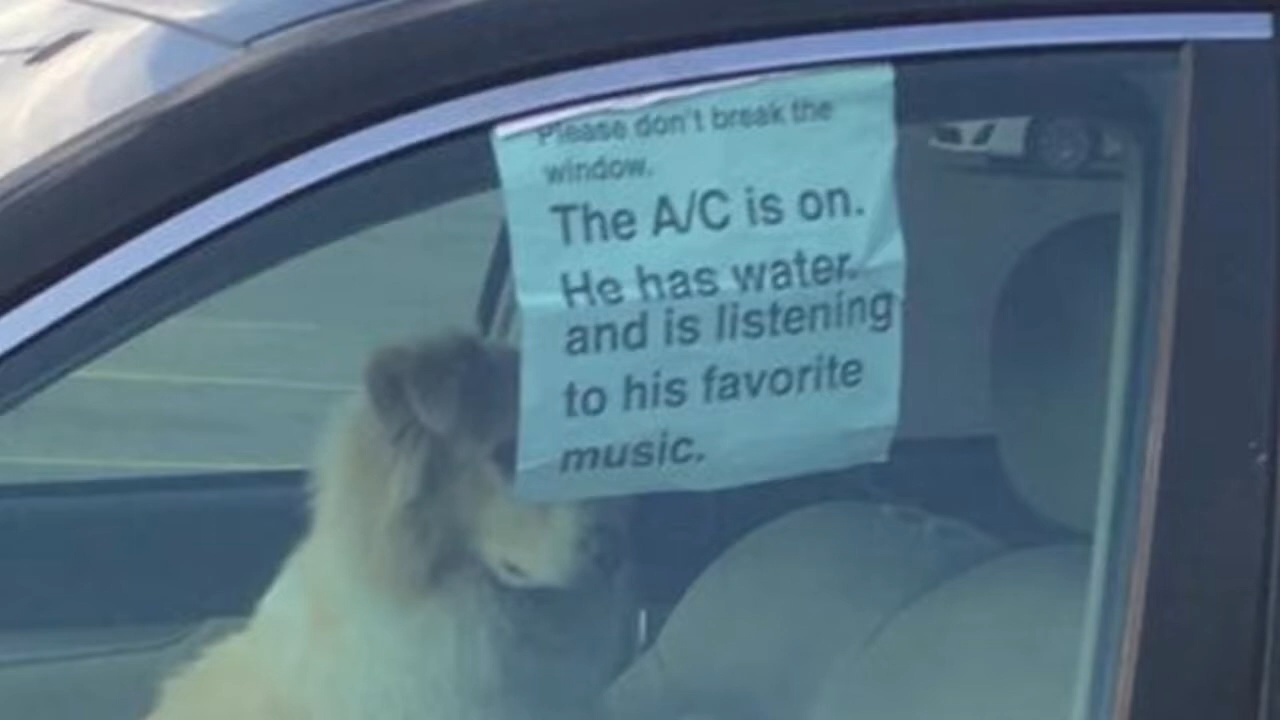 Please don't break the
window.
The A/C is on.
He has water.
and is listening
to his favorite
music.